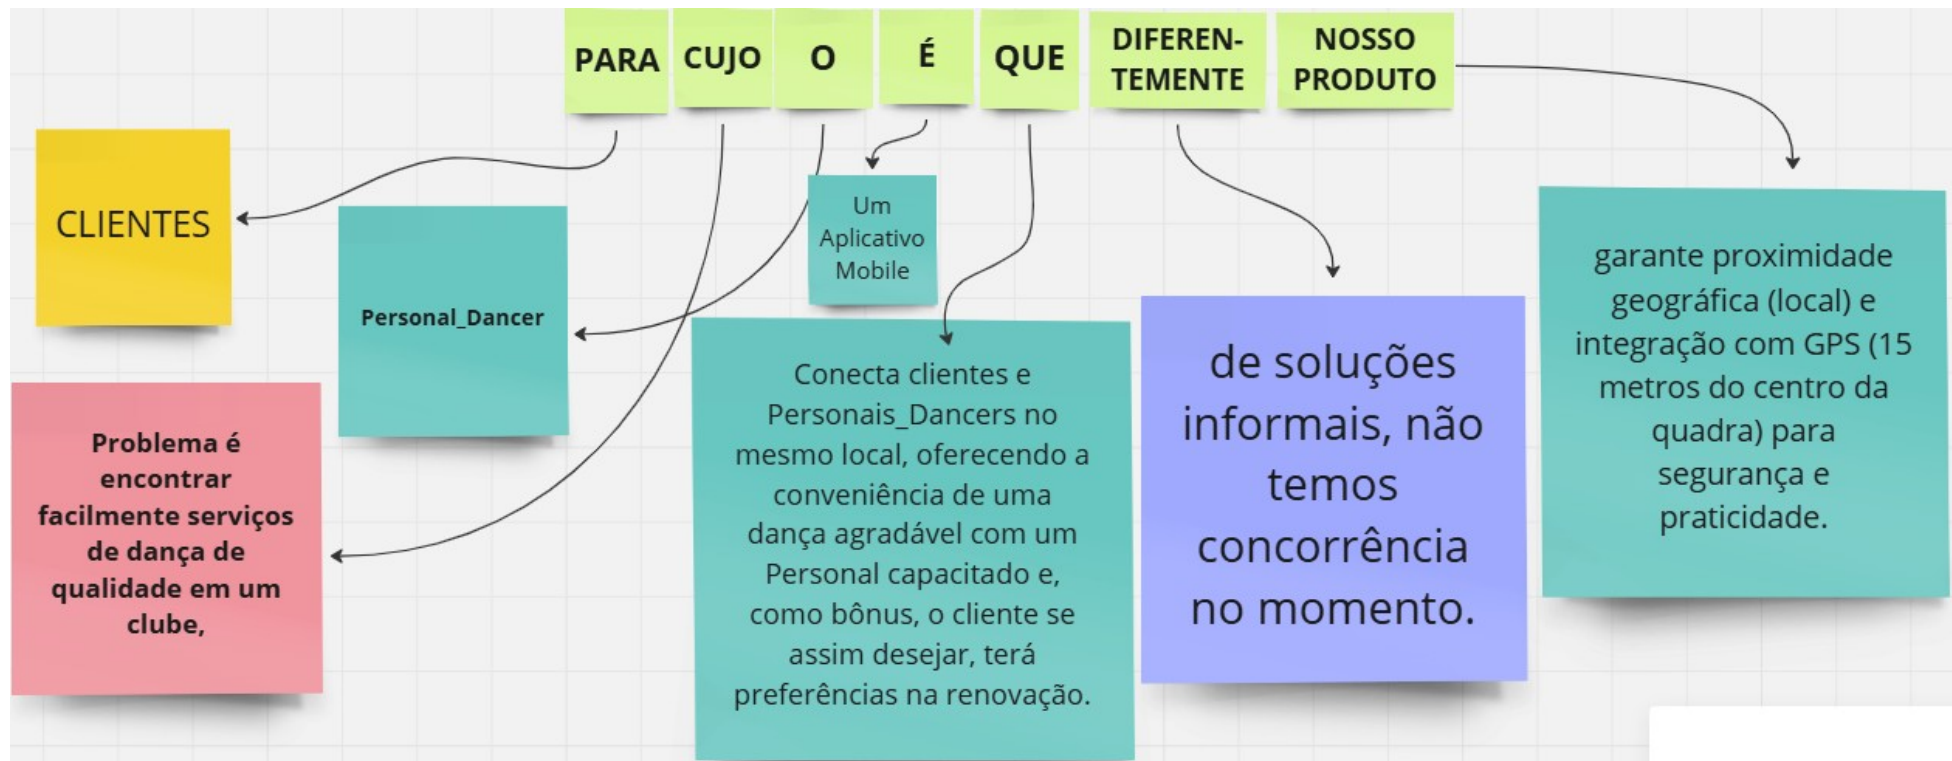 PARA
CUJO
O
É
QUE
DIFEREN-
TEMENTE
NOSSO
PRODUTO
CLIENTES
Problema é
encontrar
facilmente serviços
de dança de
qualidade em um
clube,
Personal_Dancer
Um
Aplicativo
Mobile
Conecta clientes e
Personais_Dancers no
mesmo local, oferecendo a
conveniência de uma
dança agradável com um
Personal capacitado e,
como bônus, o cliente se
assim desejar, terá
preferências na renovação.
de soluções
informais, não
temos
concorrência
no momento.
garante proximidade
geográfica (local) e
integração com GPS (15
metros do centro da
quadra) para
segurança e
praticidade.